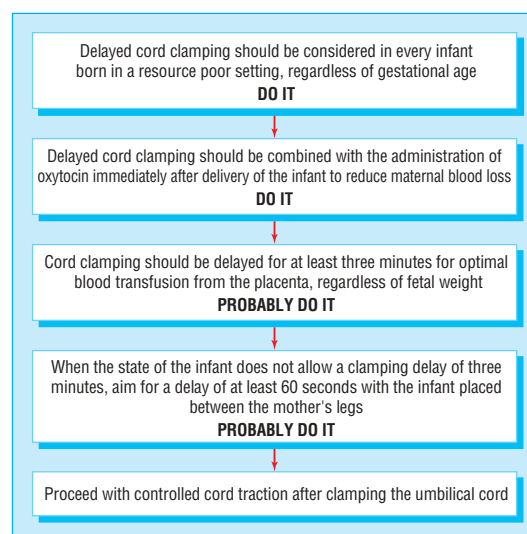 Delayed cord clamping should be considered in every infant
born in a resource poor setting, regardless of gestational age
DO IT
Delayed cord clamping should be combined with the administration of
oxytocin immediately after delivery of the infant to reduce maternal blood loss
DO IT
Cord clamping should be delayed for at least three minutes for optimal
blood transfusion from the placenta, regardless of fetal weight
PROBABLY DO IT
When the state of the infant does not allow a clamping delay of three
minutes, aim for a delay of at least 60 seconds with the infant placed
between the mother's legs
PROBABLY DO IT
Proceed with controlled cord traction after clamping the umbilical cord